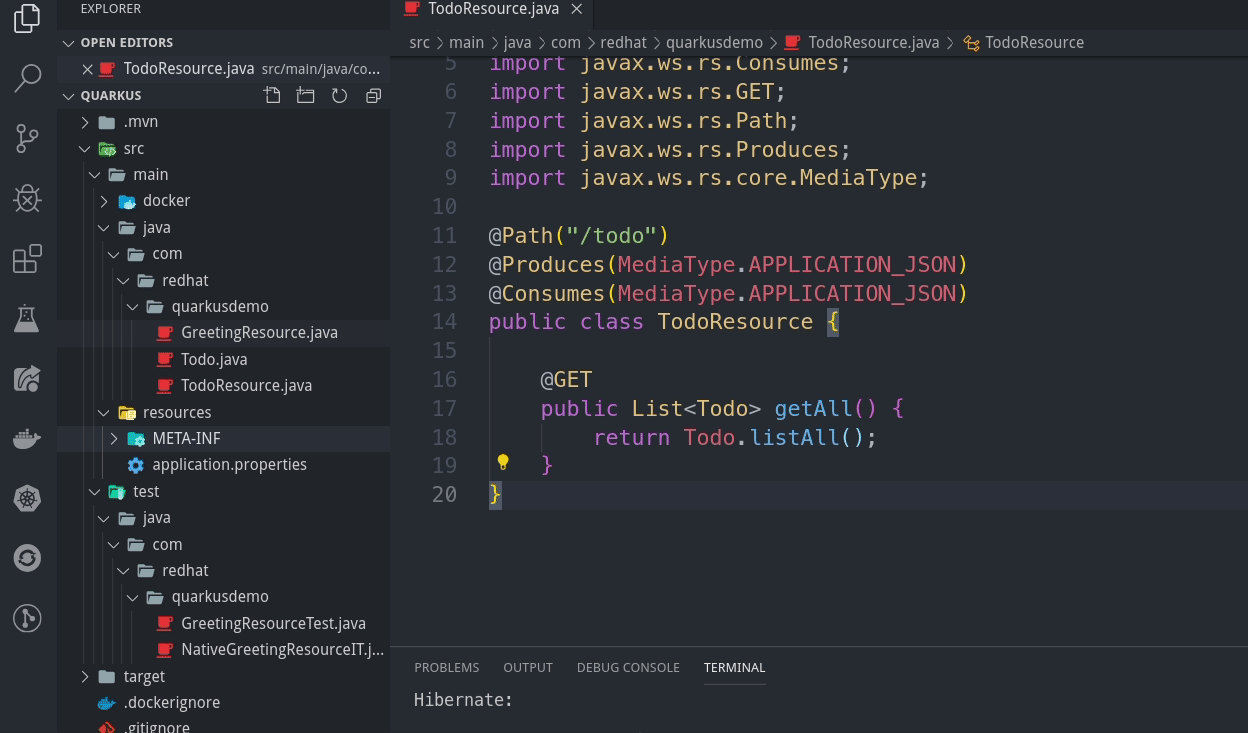 EXPLORER
OPEN EDITORS
TodoResource.java src/main/java/co...
QUARKUS
.mvn
src
main
docker
java
com
redhat
quarkusdemo
GreetingResource.java
Todo.java
TodoResource.java
resources
META-INF
application.properties
test
java
com
redhat
quarkusdemo
GreetingResourceTest.java
NativeGreetingResourceIT.j...
target
.dockerignore
.gitignore
TodoResource.java
src > main > java > com > redhat > quarkusdemo > TodoResource.java > TodoResource
5 import javax.ws.rs.Consumes;
6 import javax.ws.rs.GET;
7 import javax.ws.rs.Path;
8 import javax.ws.rs.Produces;
9 import javax.ws.rs.core.MediaType;
10
11 @Path("/todo")
12 @Produces(MediaType.APPLICATION_JSON)
13 @Consumes(MediaType.APPLICATION_JSON)
14 public class TodoResource {
15
16 @GET
17 public List<Todo> getAll() {
18 return Todo.listAll();
19 }
20 }
PROBLEMS OUTPUT DEBUG CONSOLE TERMINAL
Hibernate: